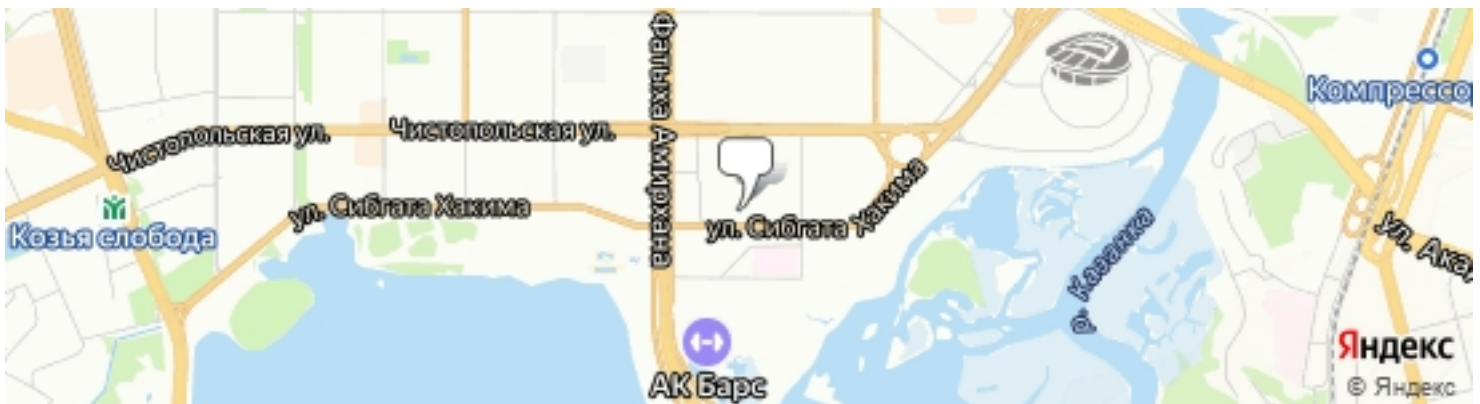 Фатыха Амирхана
Компрессор
Чистопольская ул.
Чистопольская ул.
ул. Сибгата Хакима
ул. Сибгата Хакима
Козья слобода
р. Казанка
ул. Ака
АК Барс
Яндекс
© Яндекс